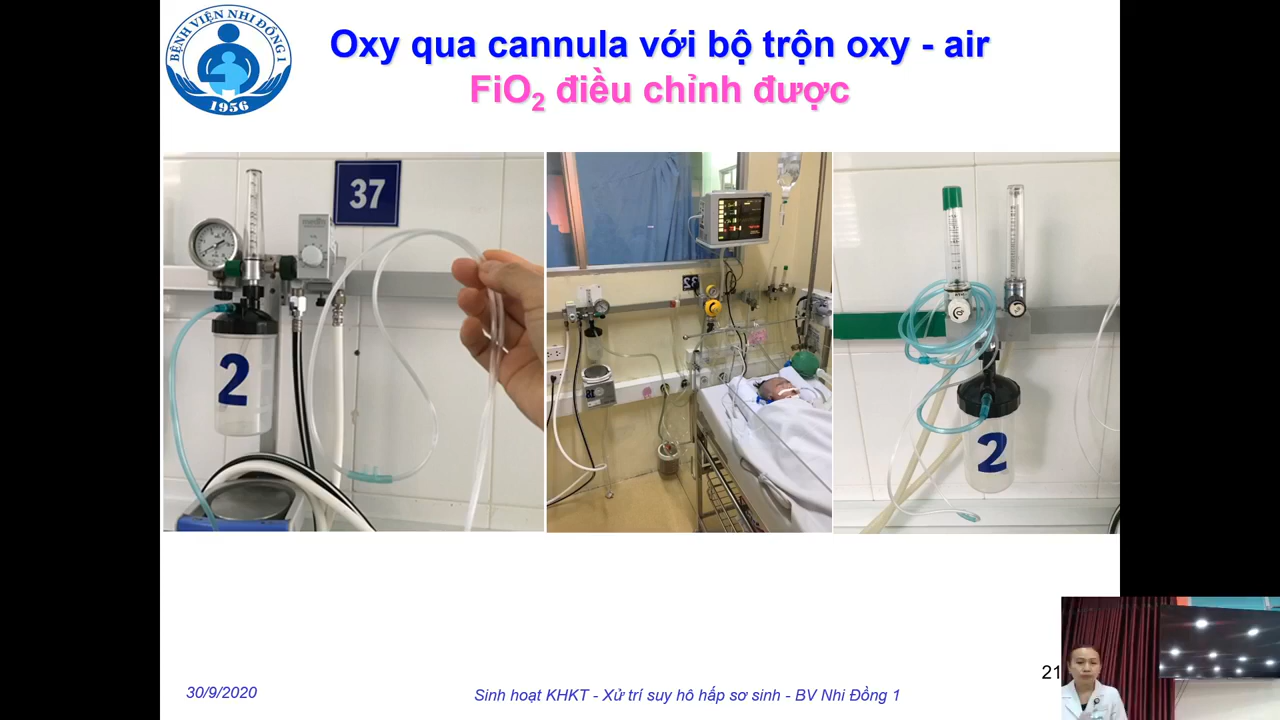 BỆNH VIỆN NHI ĐỒNG 1
1956
Oxy qua cannula với bộ trộn oxy - air
FiO2 điều chỉnh được
37
2
2
30/9/2020
Sinh hoạt KHKT - Xử trí suy hô hấp sơ sinh - BV Nhi Đồng 1
21